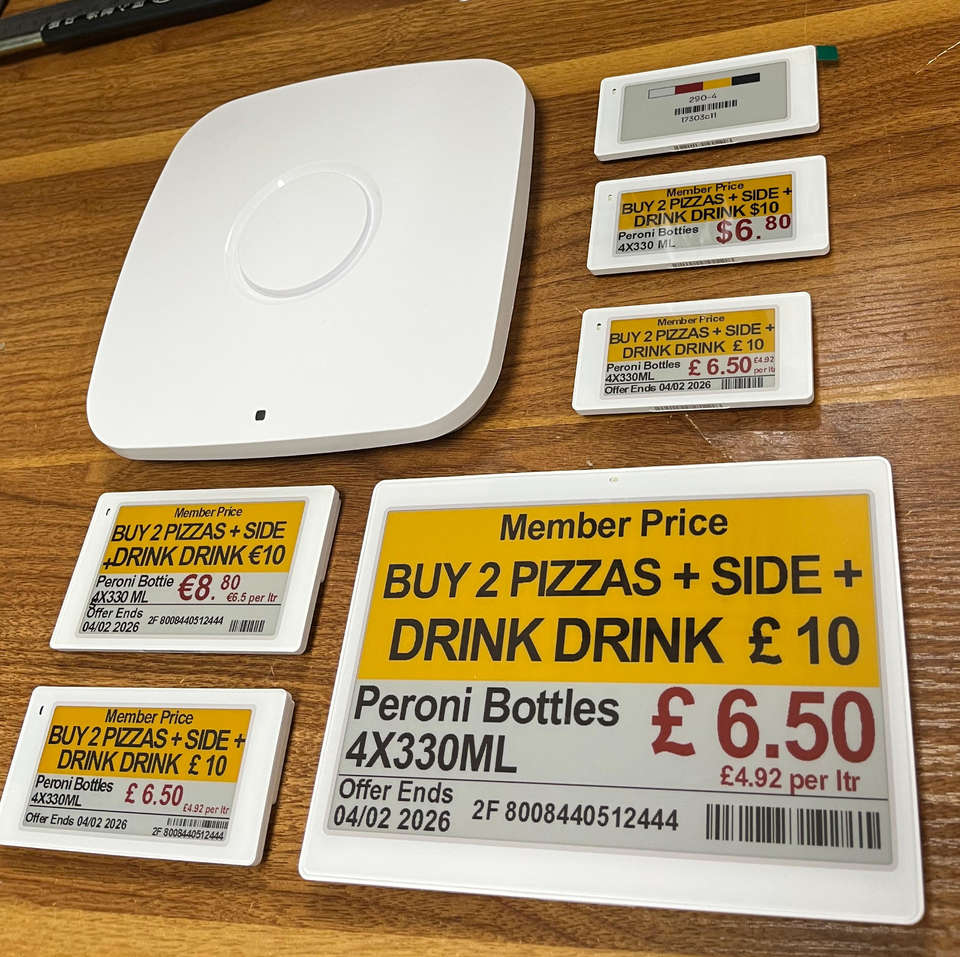 290-4
17303c11
Member Price
BUY 2 PIZZAS + SIDE +
DRINK DRINK $10
Peroni Bottles
4X330 ML
$6.80
Member Price
BUY 2 PIZZAS + SIDE +
DRINK DRINK £ 10
Peroni Bottles
4X330ML
£ 6.50
£4.92
per ltr
Offer Ends 04/02 2026
Member Price
BUY 2 PIZZAS + SIDE
+DRINK DRINK €10
Peroni Bottie
4X330 ML
€8.80
€6.5 per ltr
Offer Ends
04/02 2026
2F 8008440512444
Member Price
BUY 2 PIZZAS + SIDE +
DRINK DRINK £ 10
Peroni Bottles
4X330ML
£ 6.50
£4.92 per ltr
Offer Ends 04/02 2026
2F 8008440512444
Member Price
BUY 2 PIZZAS + SIDE +
DRINK DRINK £ 10
Peroni Bottles
4X330ML
£ 6.50
£4.92 per ltr
Offer Ends
04/02 2026
2F 8008440512444